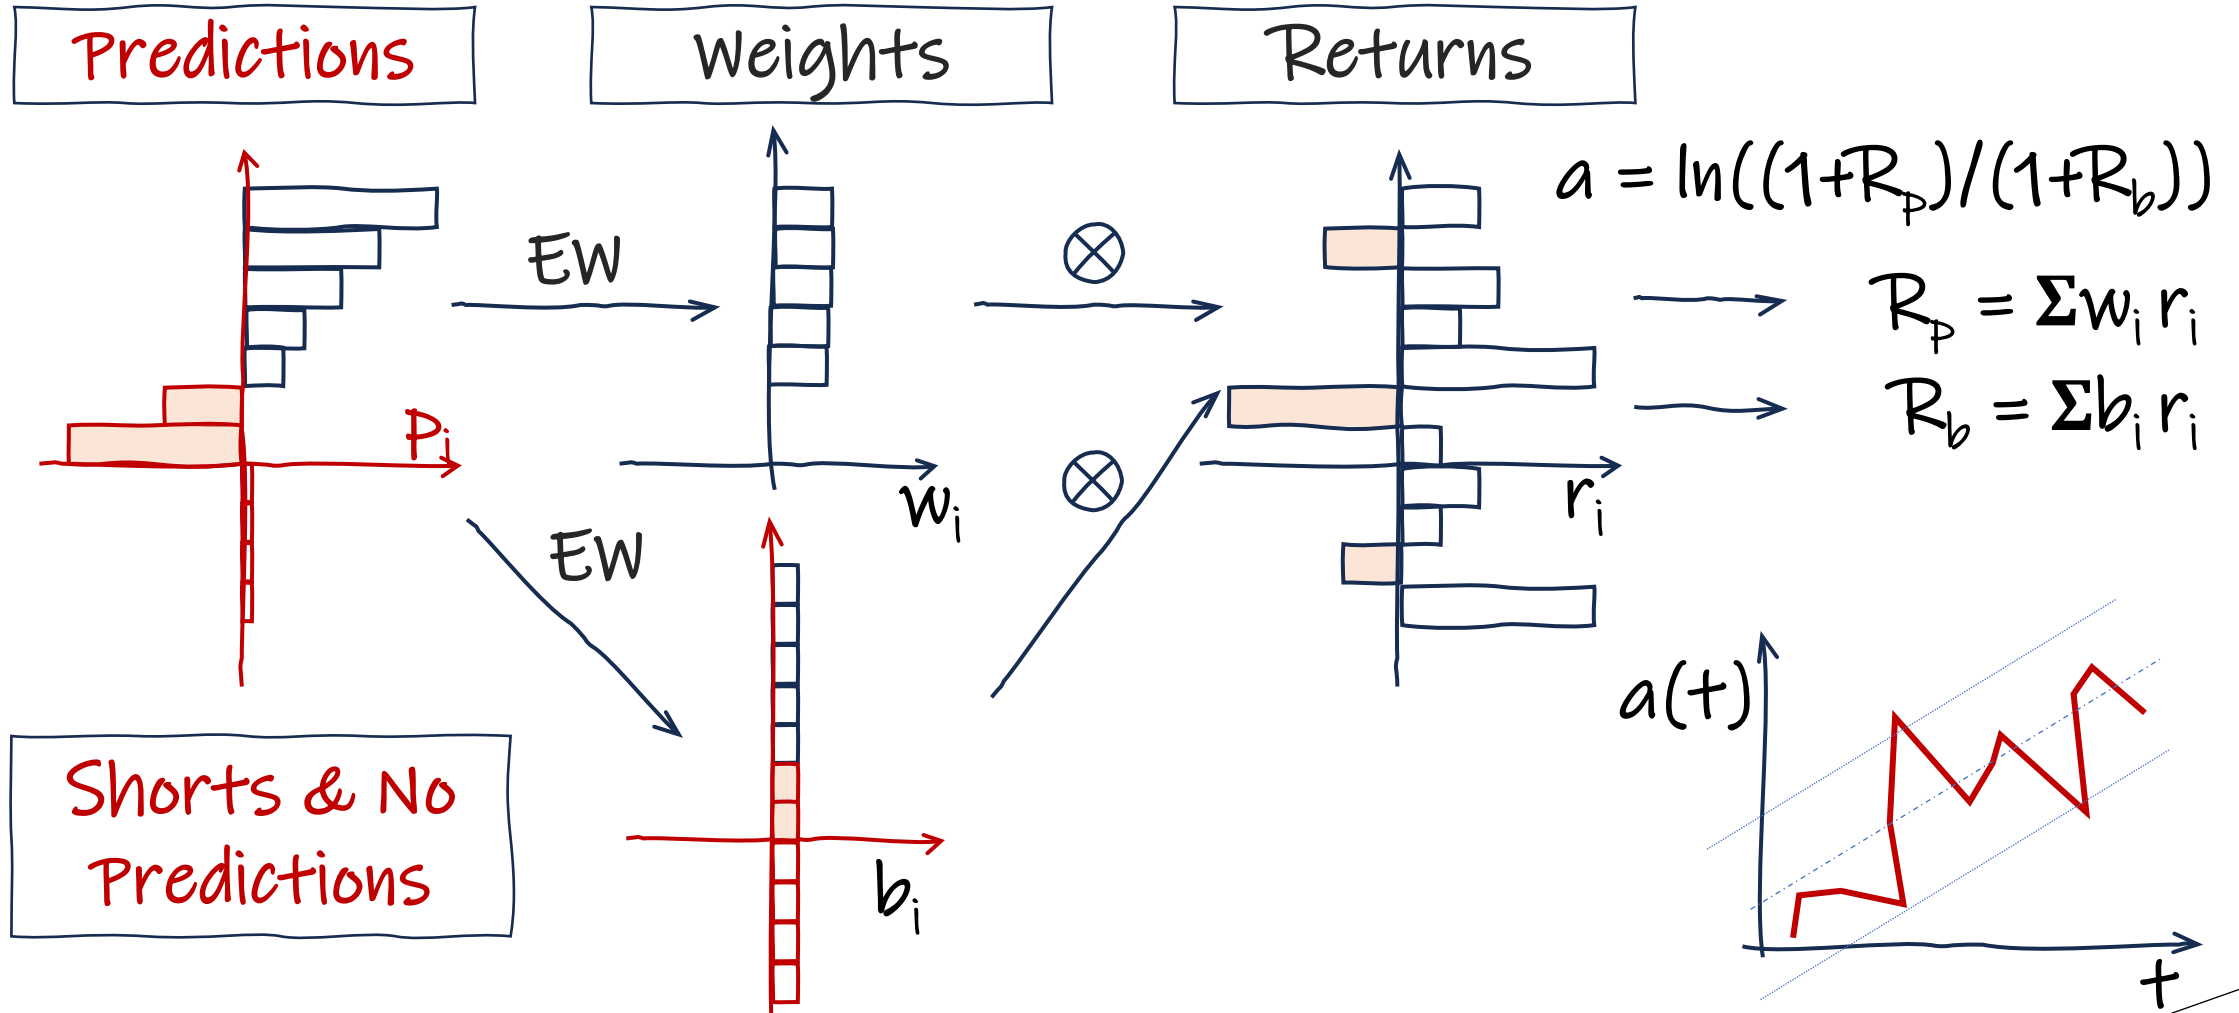 Predictions
Weights
Returns
a = ln((1+Rp)/(1+Rb))
EW
Rp = Σwi ri
Rb = Σbi ri
pi
wi
ri
EW
a(t)
Shorts & No
Predictions
bi
t